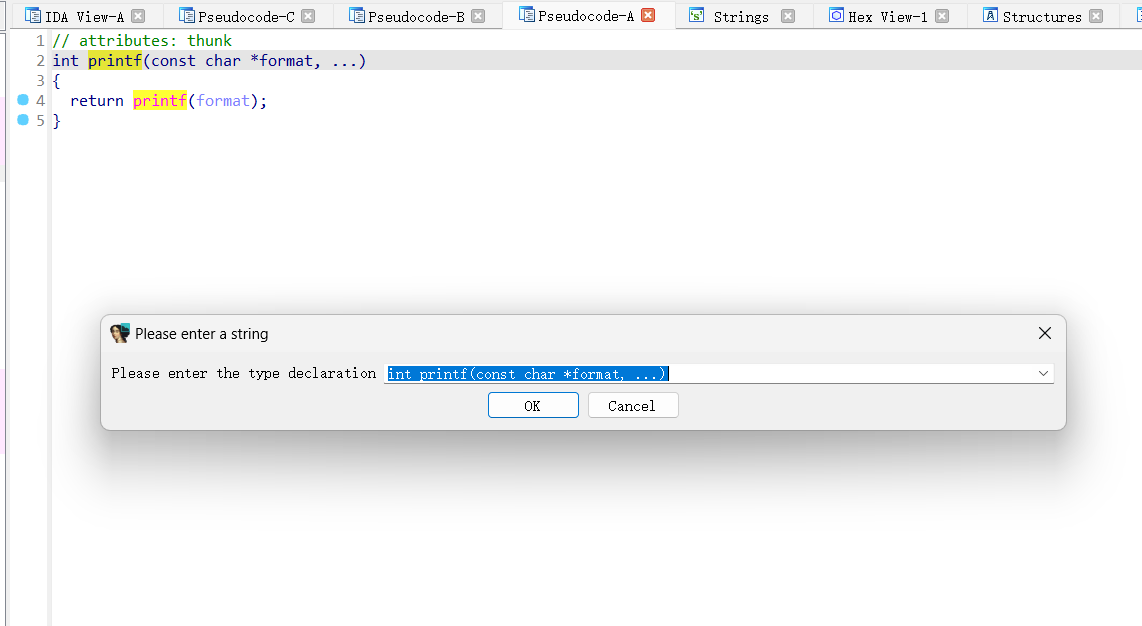 IDA View-A Pseudocode-C Pseudocode-B Pseudocode-A Strings Hex View-1 Structures
1 // attributes: thunk
2 int printf(const char *format, ...)
3 {
4 return printf(format);
5 }
Please enter a string
Please enter the type declaration int printf(const char *format, ...)
OK Cancel